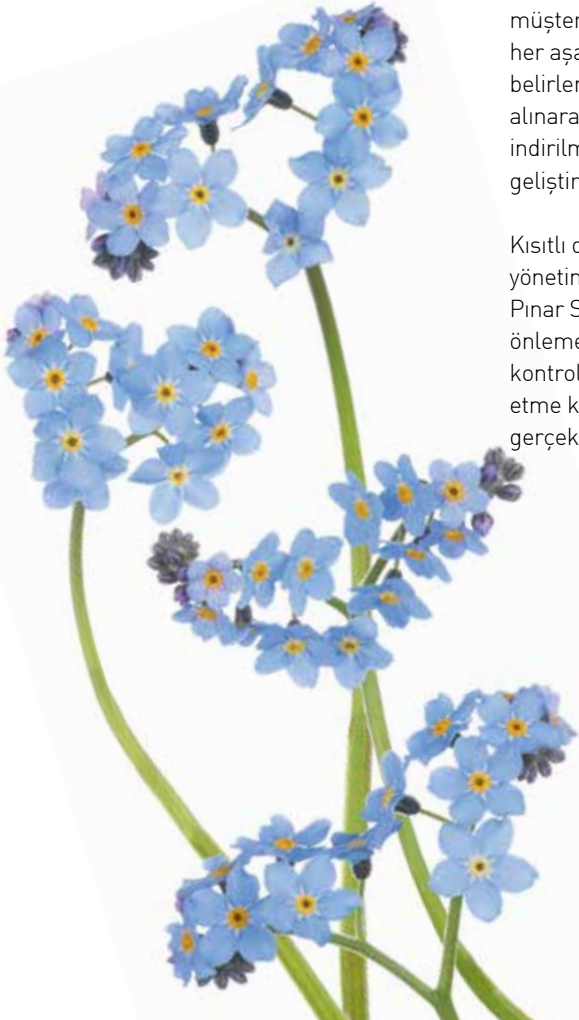 müşter
her aşa
belirler
alınara
indirilm
geliştir
Kısıtlı o
yönetin
Pınar S
önleme
kontrol
etme k
gerçek